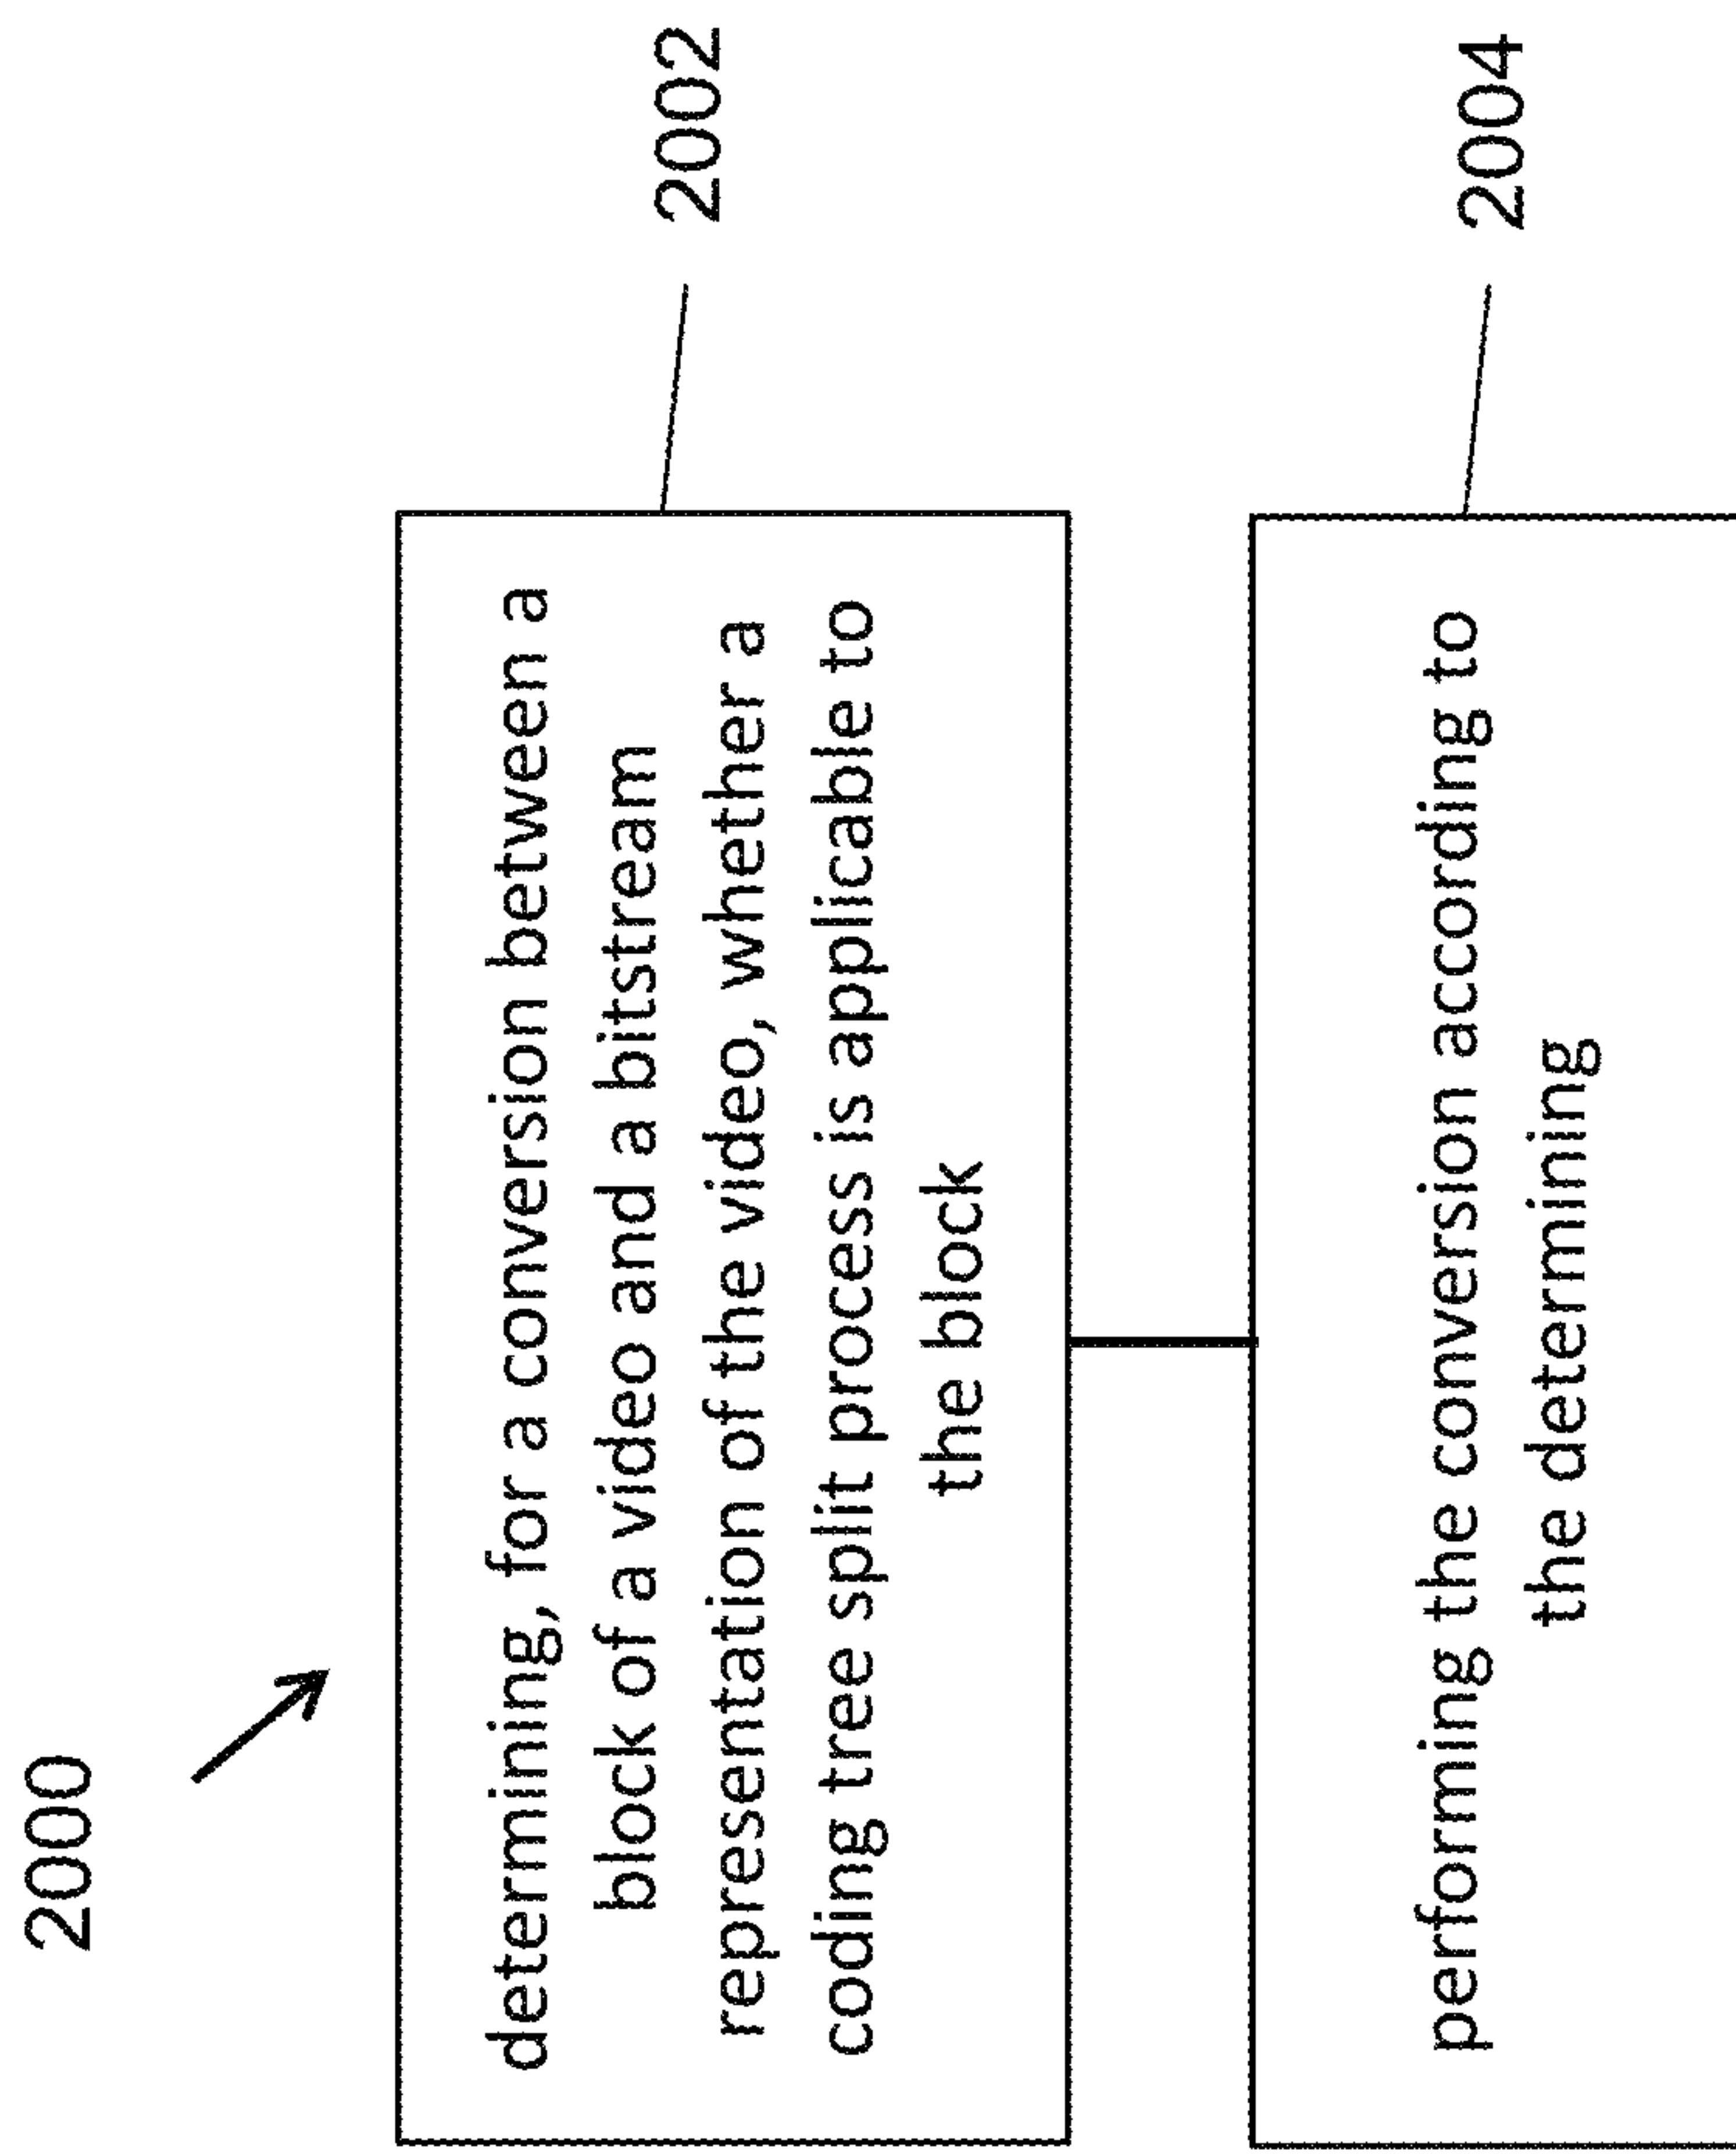 2000
determining, for a conversion between a
block of a video and a bitstream
representation of the video, whether a
coding tree split process is applicable to
the block
2002
performing the conversion according to
the determining
2004